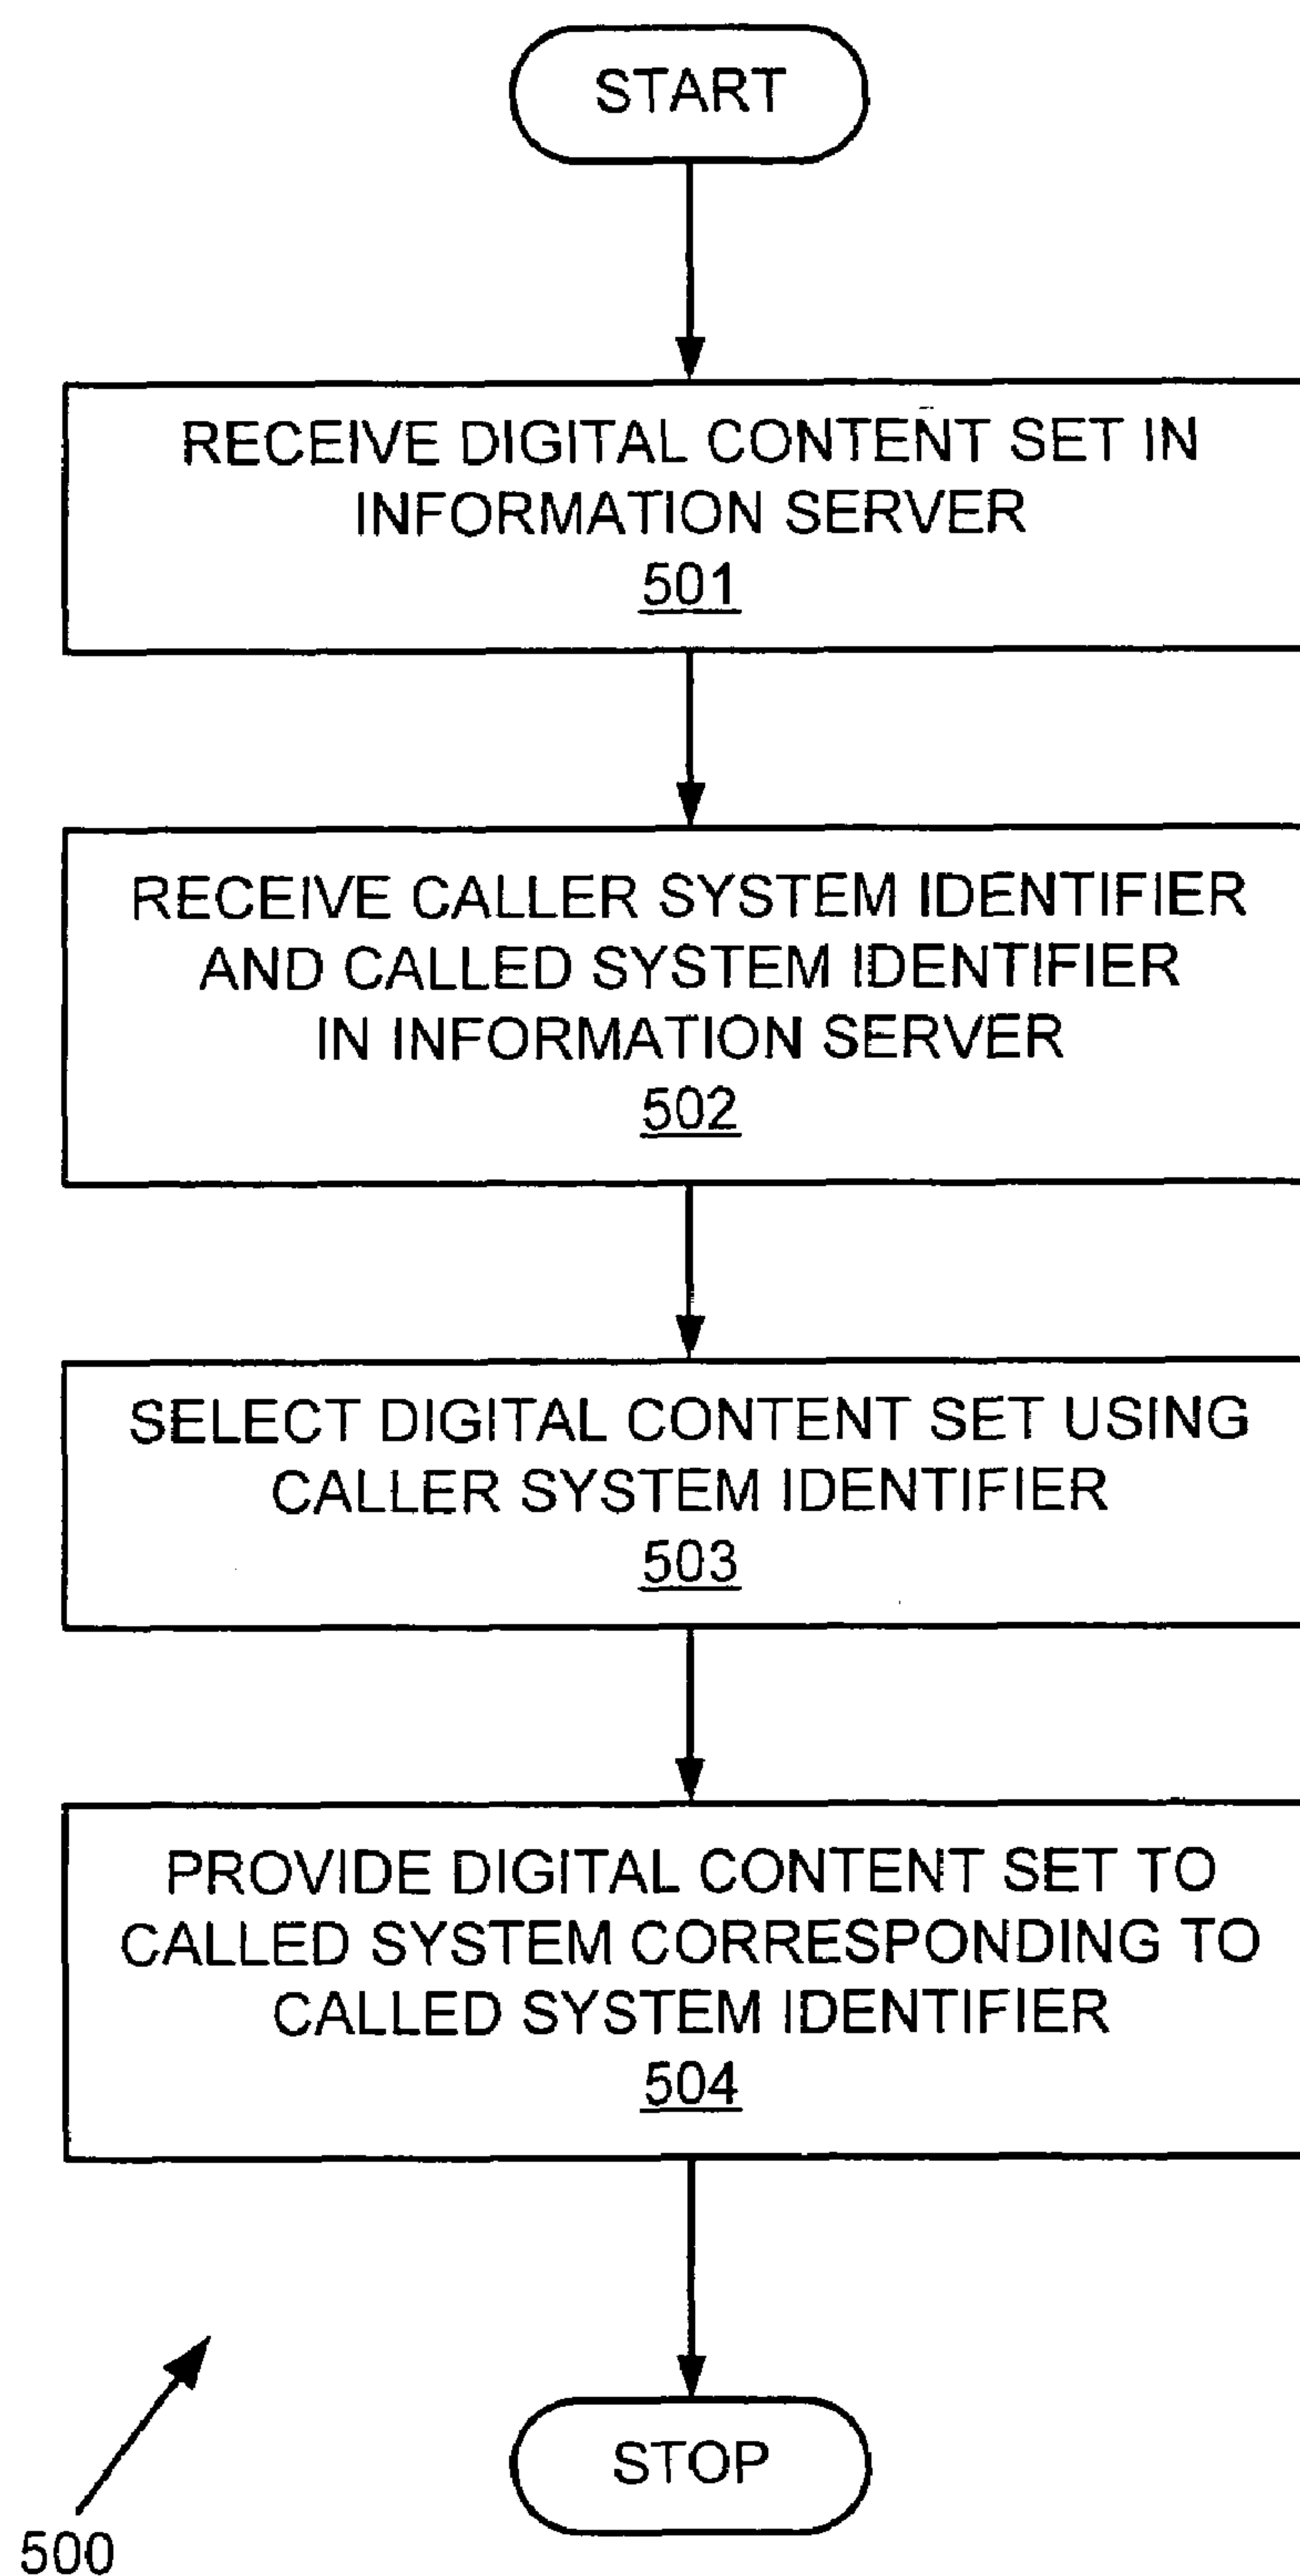 START
RECEIVE DIGITAL CONTENT SET IN
INFORMATION SERVER
501
RECEIVE CALLER SYSTEM IDENTIFIER
AND CALLED SYSTEM IDENTIFIER
IN INFORMATION SERVER
502
SELECT DIGITAL CONTENT SET USING
CALLER SYSTEM IDENTIFIER
503
PROVIDE DIGITAL CONTENT SET TO
CALLED SYSTEM CORRESPONDING TO
CALLED SYSTEM IDENTIFIER
504
STOP
500